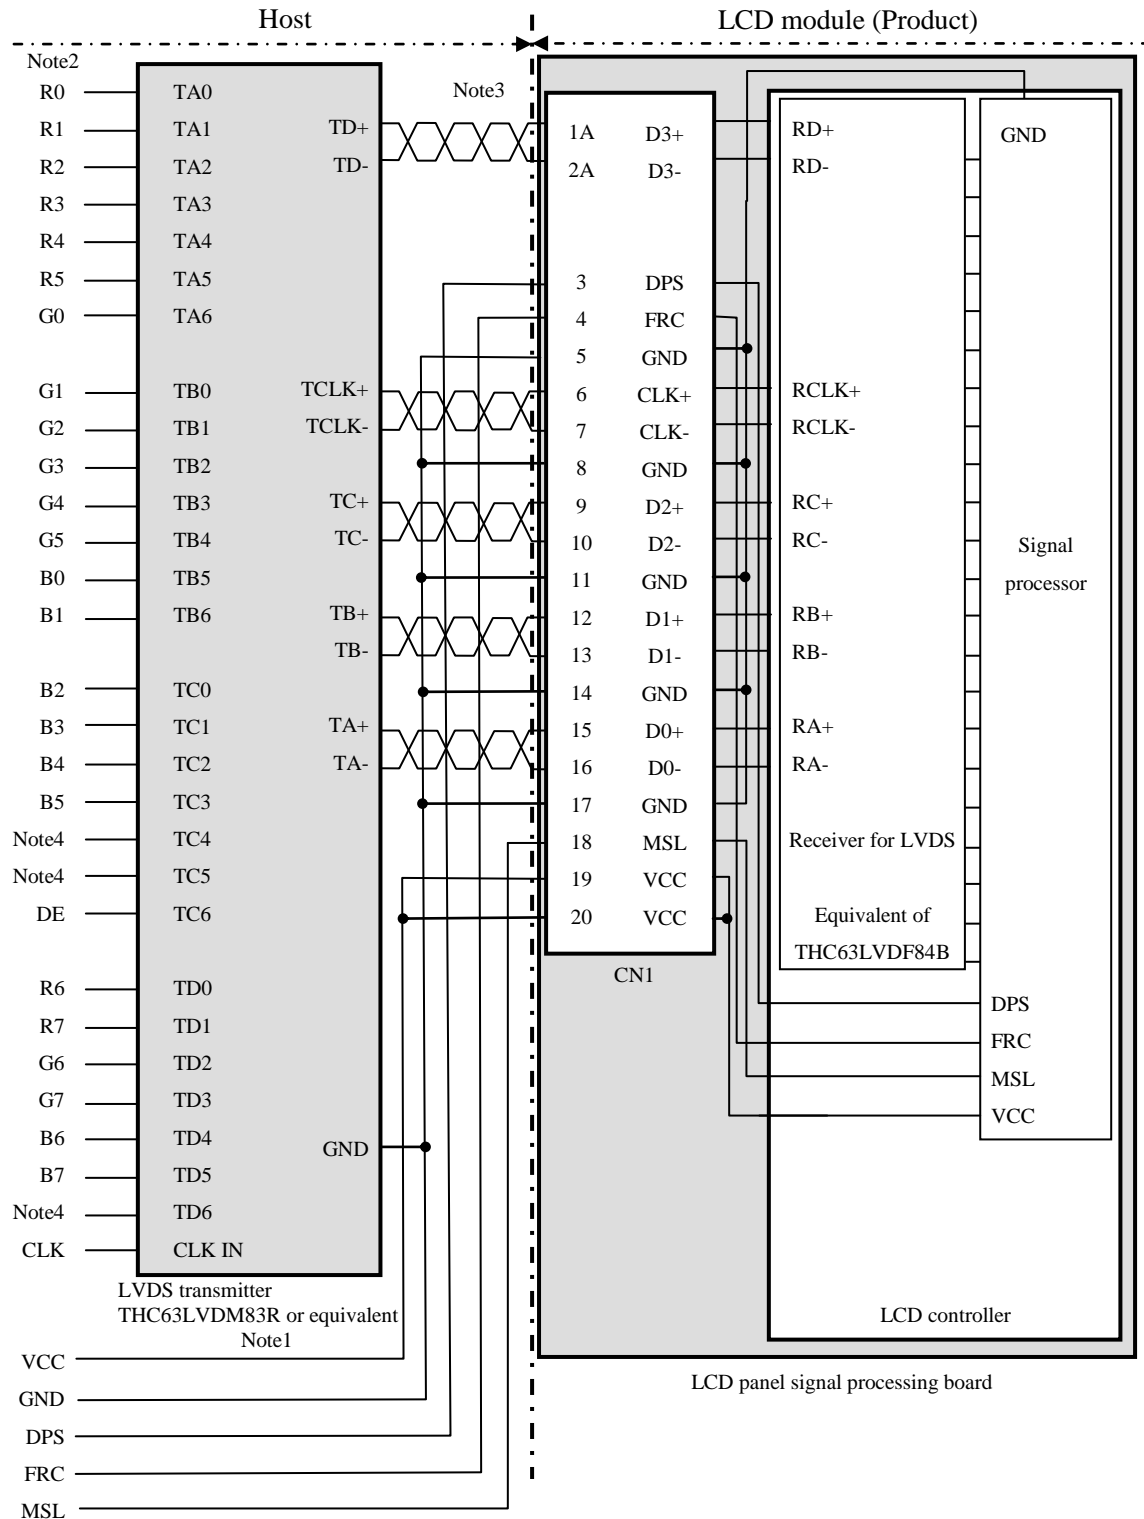 Host
LCD module (Product)
Note2
R0
R1
R2
R3
R4
R5
G0
G1
G2
G3
G4
G5
B0
B1
B2
B3
B4
B5
Note4
Note4
DE
R6
R7
G6
G7
B6
B7
Note4
CLK
TA0
TA1
TA2
TA3
TA4
TA5
TA6
TB0
TB1
TB2
TB3
TB4
TB5
TB6
TC0
TC1
TC2
TC3
TC4
TC5
TC6
TD0
TD1
TD2
TD3
TD4
TD5
TD6
CLK IN
TD+
TD-
TCLK+
TCLK-
TC+
TC-
TB+
TB-
TA+
TA-
GND
LVDS transmitter
THC63LVDM83R or equivalent
Note1
VCC
GND
DPS
FRC
MSL
Note3
1A D3+
2A D3-
3 DPS
4 FRC
5 GND
6 CLK+
7 CLK-
8 GND
9 D2+
10 D2-
11 GND
12 D1+
13 D1-
14 GND
15 D0+
16 D0-
17 GND
18 MSL
19 VCC
20 VCC
CN1
RD+
RD-
RCLK+
RCLK-
RC+
RC-
RB+
RB-
RA+
RA-
Receiver for LVDS
Equivalent of
THC63LVDF84B
GND
Signal
processor
DPS
FRC
MSL
VCC
LCD controller
LCD panel signal processing board